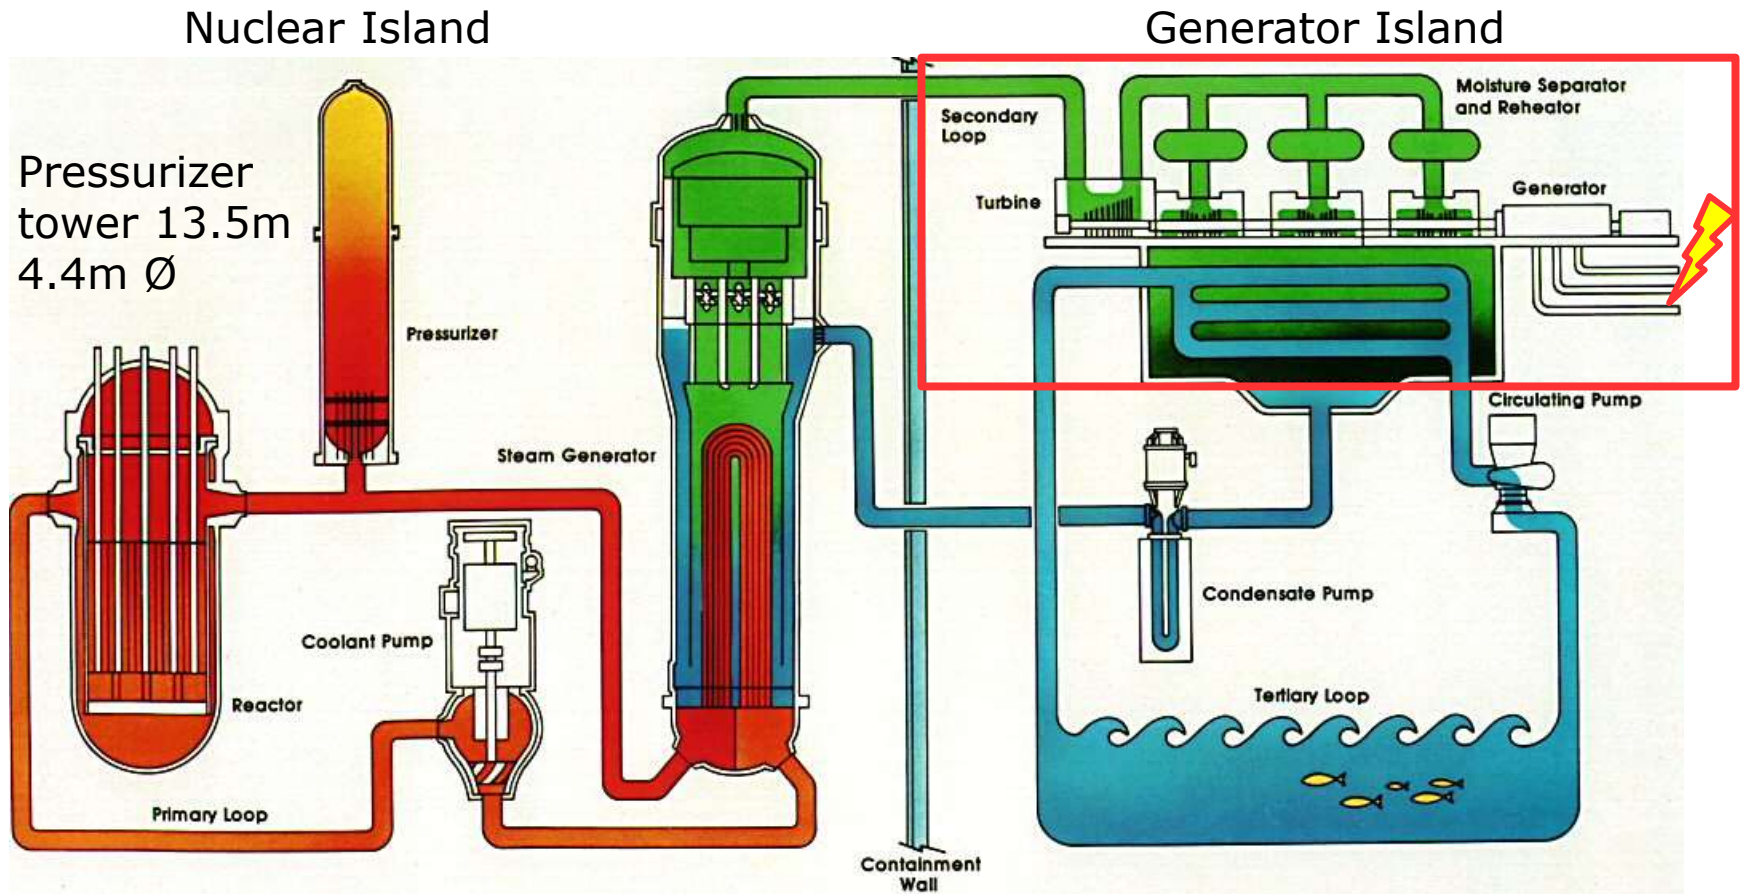 Nuclear Island
Generator Island
Pressurizer
tower 13.5m
4.4m Ø
Secondary
Loop
Moisture Separator
and Reheator
Turbine
Generator
Pressurizer
Circulating Pump
Steam Generator
Condensate Pump
Coolant Pump
Reactor
Tertiary Loop
Primary Loop
Containment
Wall